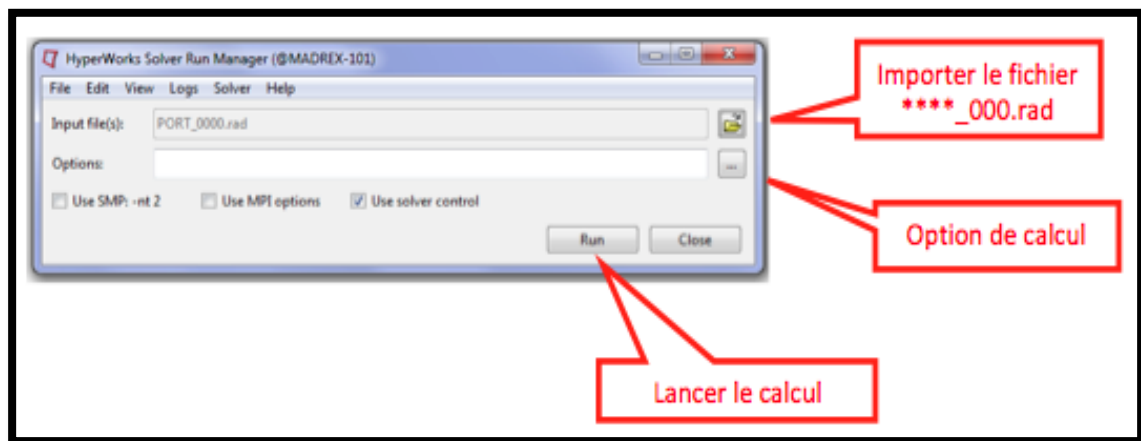 HyperWorks Solver Run Manager (@MADREX-101)
File Edit View Logs Solver Help
Input file(s): PORT_0000.rad
Options:
...
Use SMP: -nt 2 Use MPI options Use solver control
Run Close
Importer le fichier
****_000.rad
Option de calcul
Lancer le calcul